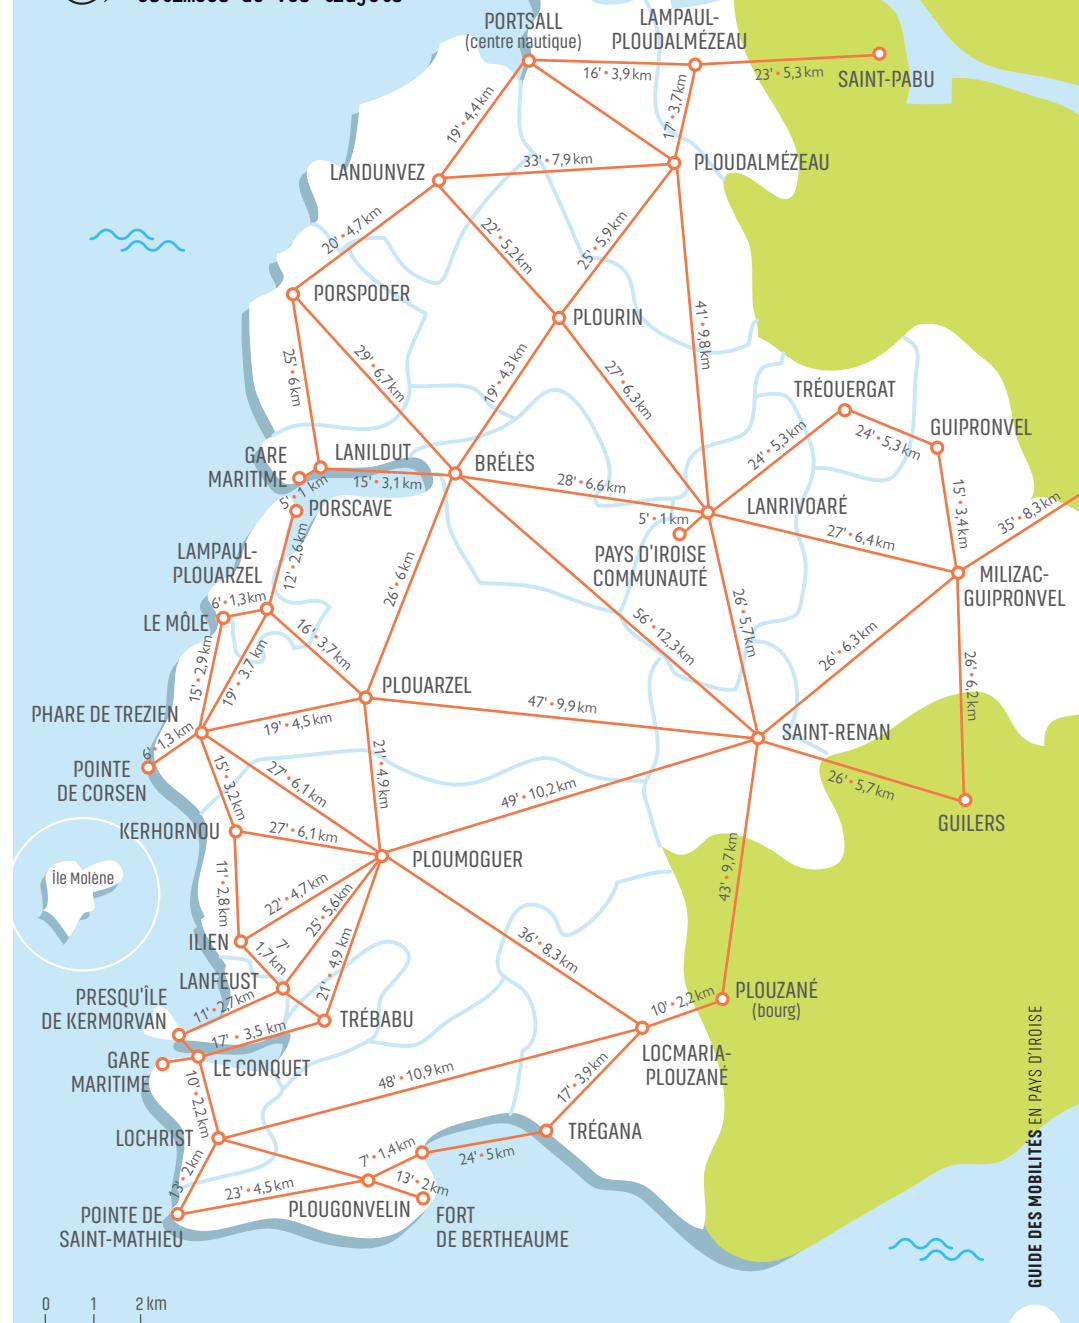 PORTSALL
(centre nautique)
LAMPAUL-
PLOUDALMÉZEAU
16' • 3,9 km
23' • 5,3 km
SAINT-PABU
19' • 4,4 km
17' • 3,7 km
LANDUNVEZ
33' • 7,9 km
PLOUDALMÉZEAU
20' • 4,7 km
22' • 5,2 km
25' • 5,9 km
PORSPODER
PLOURIN
41' • 9,8 km
25' • 6 km
29' • 6,7 km
19' • 4,3 km
27' • 6,3 km
TRÉOUERGAT
24' • 5,3 km
24' • 5,3 km
GUIPRONVEL
GARE
MARITIME
LANILDUT
BRÉLÈS
15' • 3,1 km
28' • 6,6 km
5' • 1 km
PORSCAVE
LANRIVOARÉ
15' • 3,4 km
35' • 8,3 km
5' • 1 km
27' • 6,4 km
PAYS D'IROISE
COMMUNAUTÉ
MILIZAC-
GUIPRONVEL
LAMPAUL-
PLOUARZEL
12' • 2,6 km
26' • 6 km
6' • 1,3 km
LE MÔLE
16' • 3,7 km
56' • 12,3 km
26' • 5,7 km
26' • 6,3 km
26' • 6,2 km
15' • 2,9 km
19' • 3.7 km
PLOUARZEL
47' • 9,9 km
PHARE DE TREZIEN
19' • 4,5 km
SAINT-RENAN
6' • 1,3 km
POINTE
DE CORSEN
15' • 3,2 km
27' • 6,1 km
21' • 4.9 km
49' • 10,2 km
26' • 5,7 km
GUILERS
KERHORNOU
27' • 6,1 km
PLOUMOGUER
43' • 9,7 km
île Molène
11' • 2,8 km
22' • 4,7 km
25' • 5,6 km
ILIEN
7'
1,7 km
21' • 4,9 km
36' • 8.3 km
LANFEUST
PRESQU'ÎLE
DE KERMORVAN
11' • 2,7 km
TRÉBABU
17' • 3,5 km
10' • 2,2 km
PLOUZANÉ
(bourg)
GARE
MARITIME
LE CONQUET
LOCMARIA-
PLOUZANÉ
48' • 10,9 km
17' • 3,9 km
10' • 2,2 km
LOCHRIST
TRÉGANA
7' • 1,4 km
24' • 5 km
13' • 2 km
23' • 4,5 km
13' • 2 km
PLOUGONVELIN
POINTE DE
SAINT-MATHIEU
FORT
DE BERTHEAUME
0 1 2 km
GUIDE DES MOBILITÉS EN PAYS D'IROISE